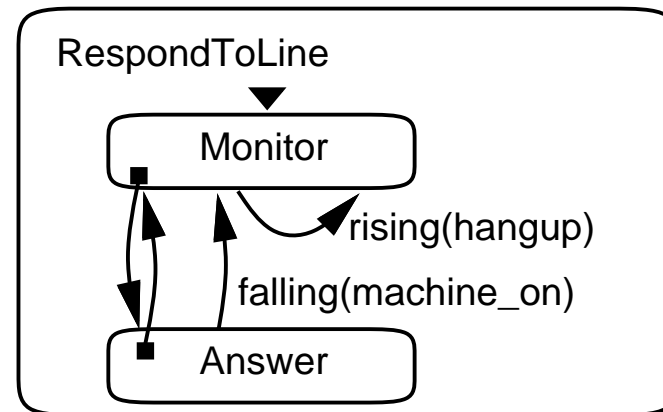 RespondToLine
Monitor
rising(hangup)
falling(machine_on)
Answer